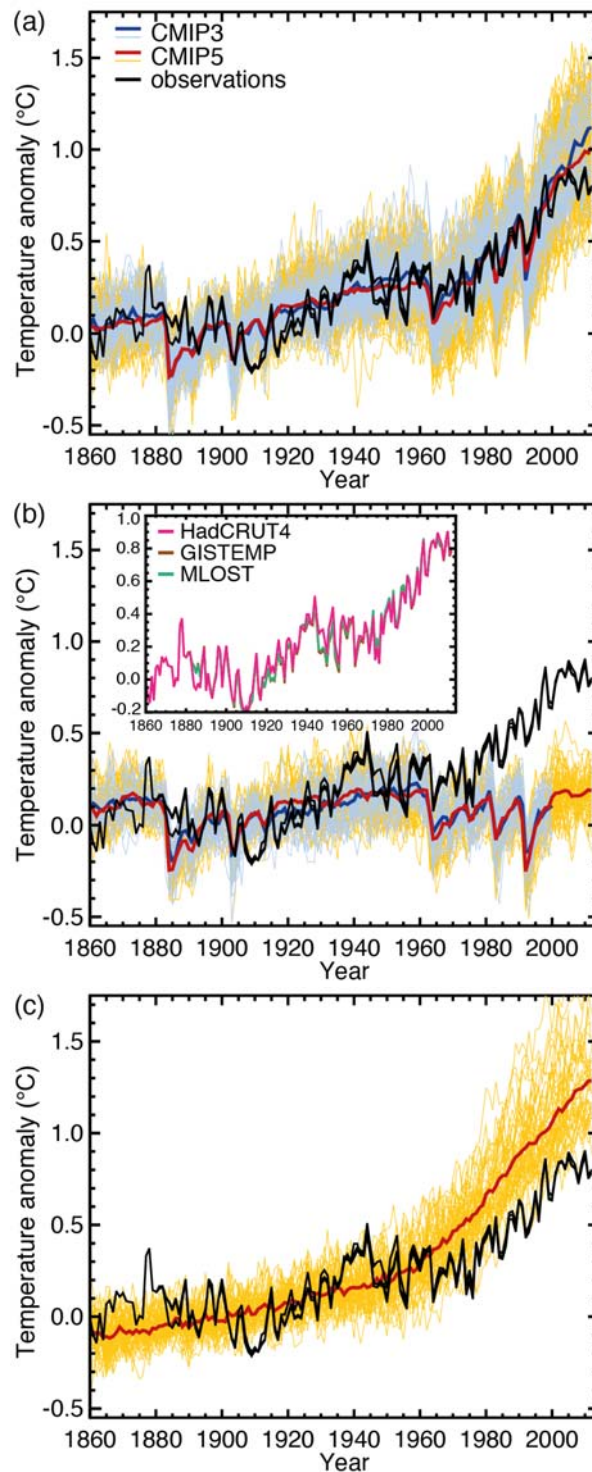 (a)
CMIP3
CMIP5
observations
Temperature anomaly (°C)
1.5
1.0
0.5
0.0
-0.5
1860 1880 1900 1920 1940 1960 1980 2000
Year
(b)
HadCRUT4
GISTEMP
MLOST
1.0
0.8
0.6
0.4
0.2
0.0
-0.2
1860 1880 1900 1920 1940 1960 1980 2000
Temperature anomaly (°C)
1.5
1.0
0.5
0.0
-0.5
1860 1880 1900 1920 1940 1960 1980 2000
Year
(c)
Temperature anomaly (°C)
1.5
1.0
0.5
0.0
-0.5
1860 1880 1900 1920 1940 1960 1980 2000
Year